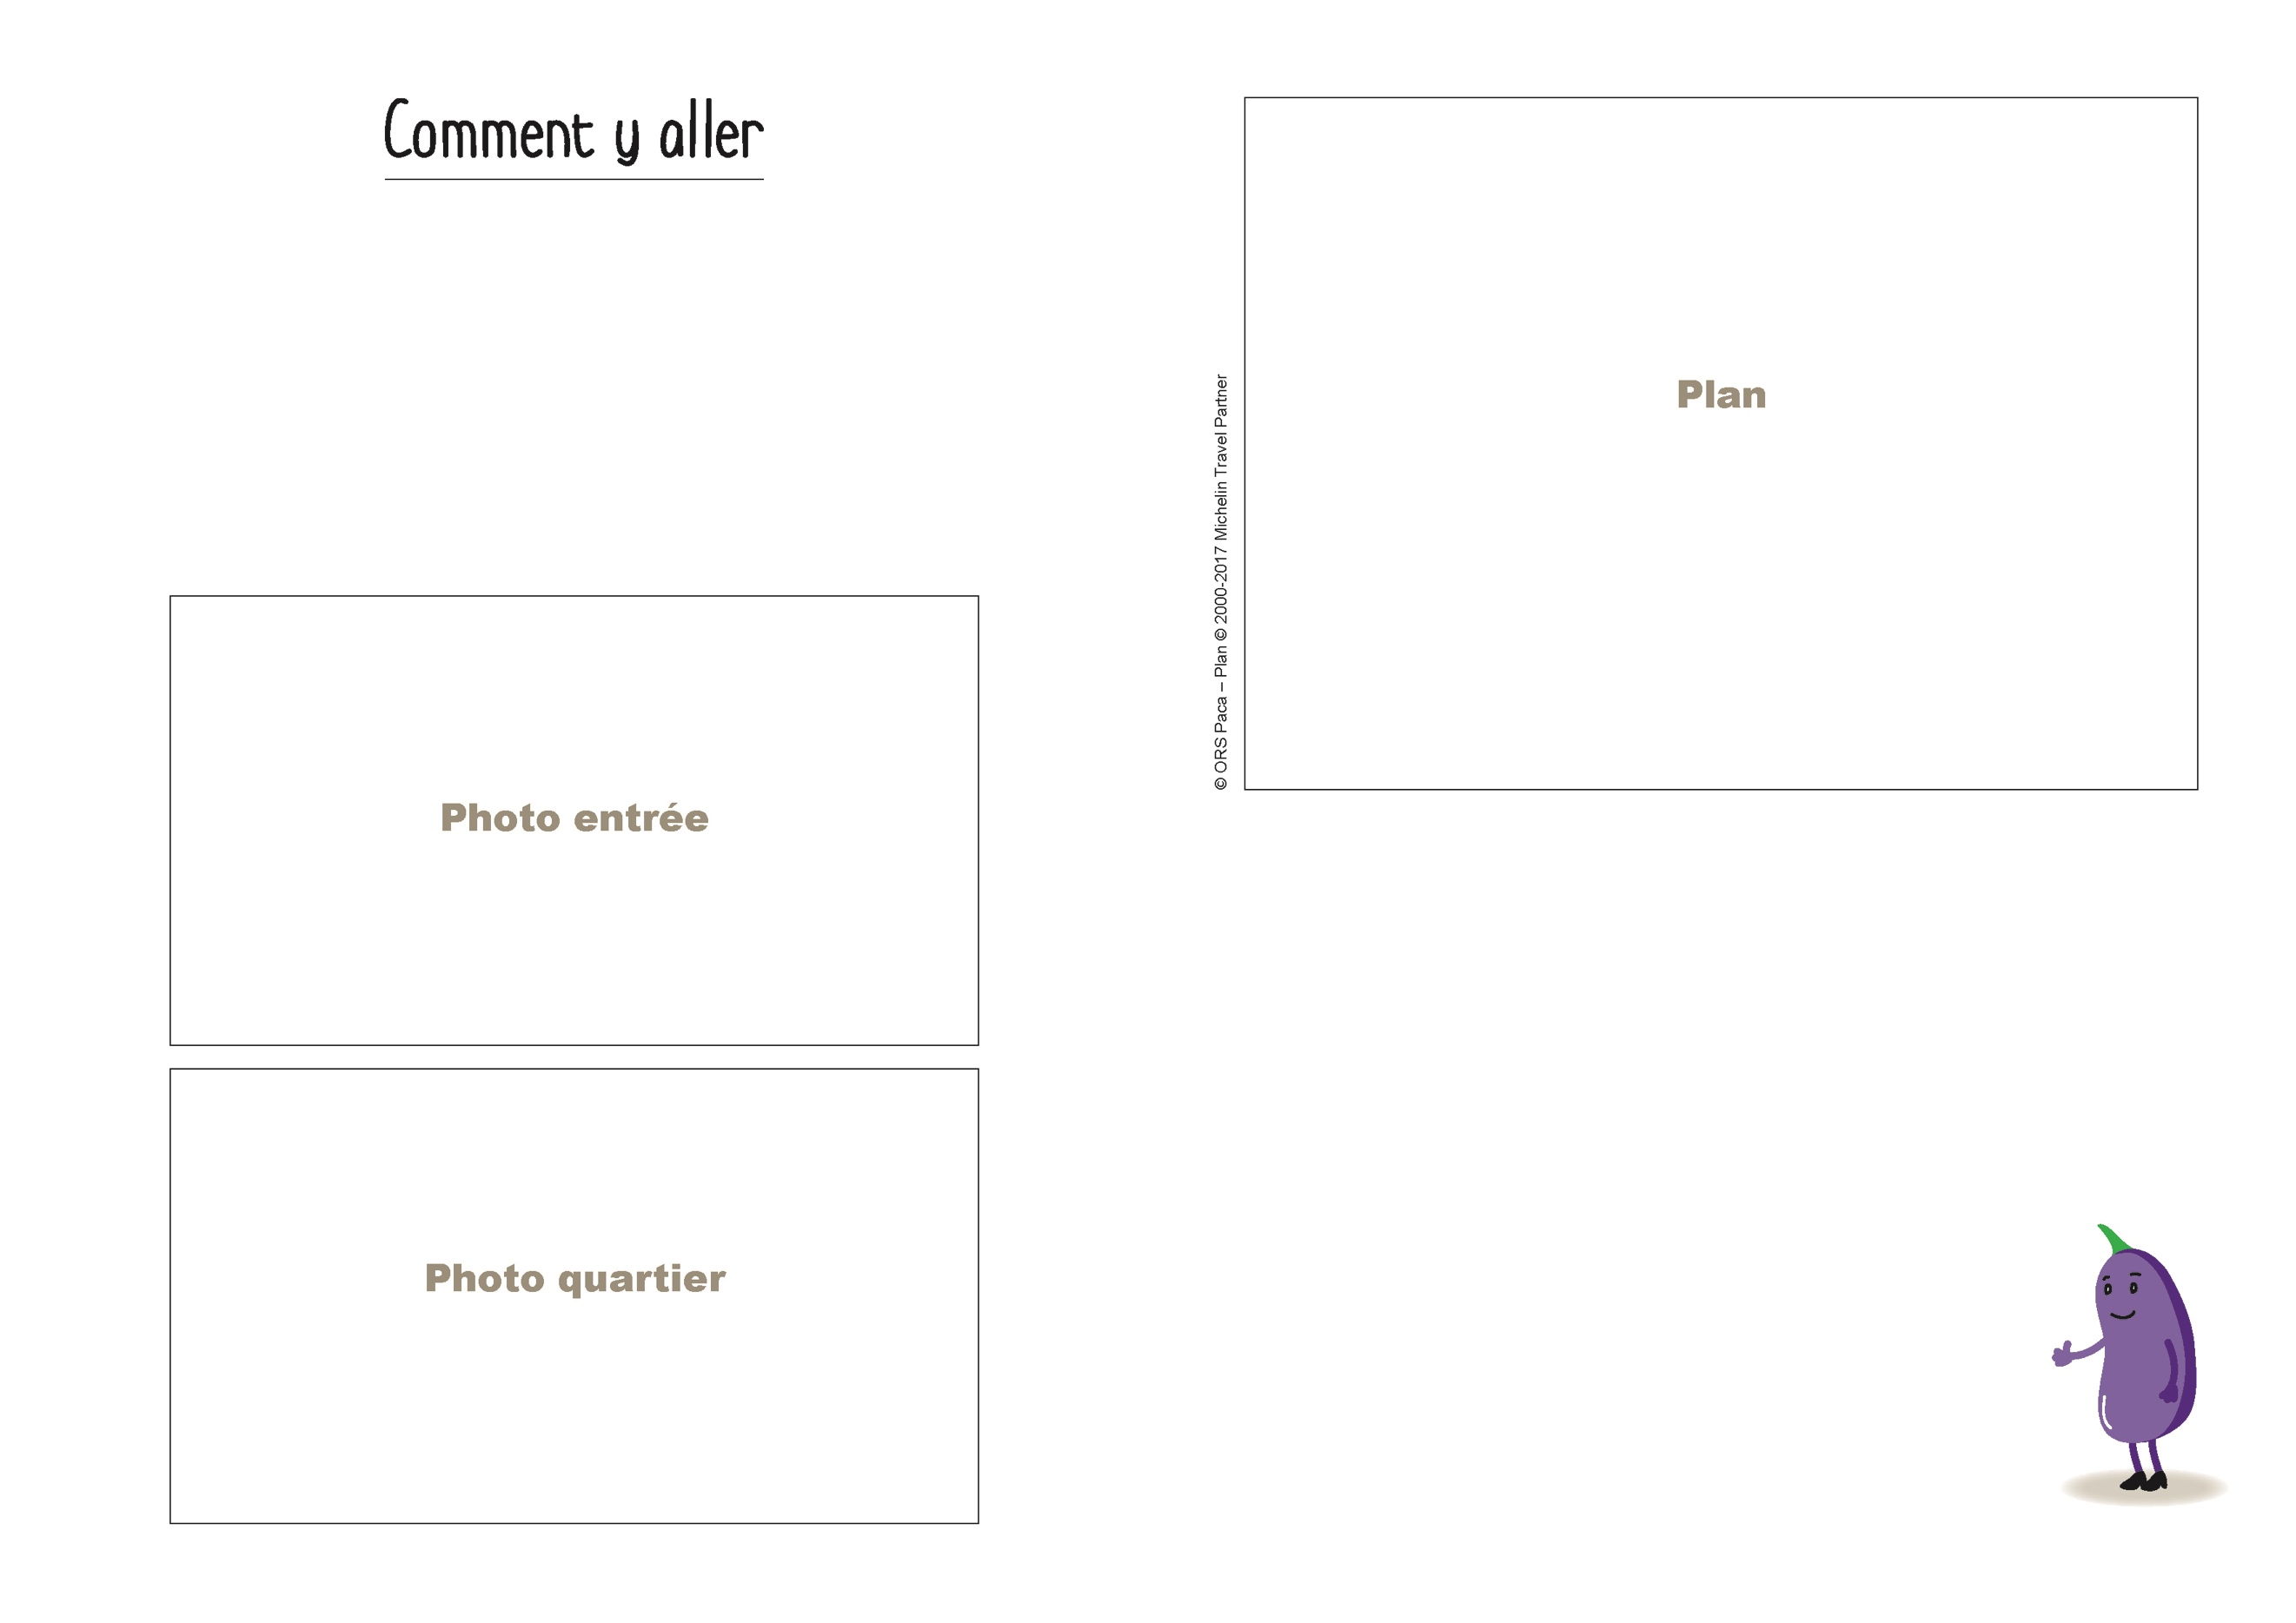 Comment y aller
Photo entrée
Photo quartier
© ORS Paca – Plan © 2000-2017 Michelin Travel Partner
Plan